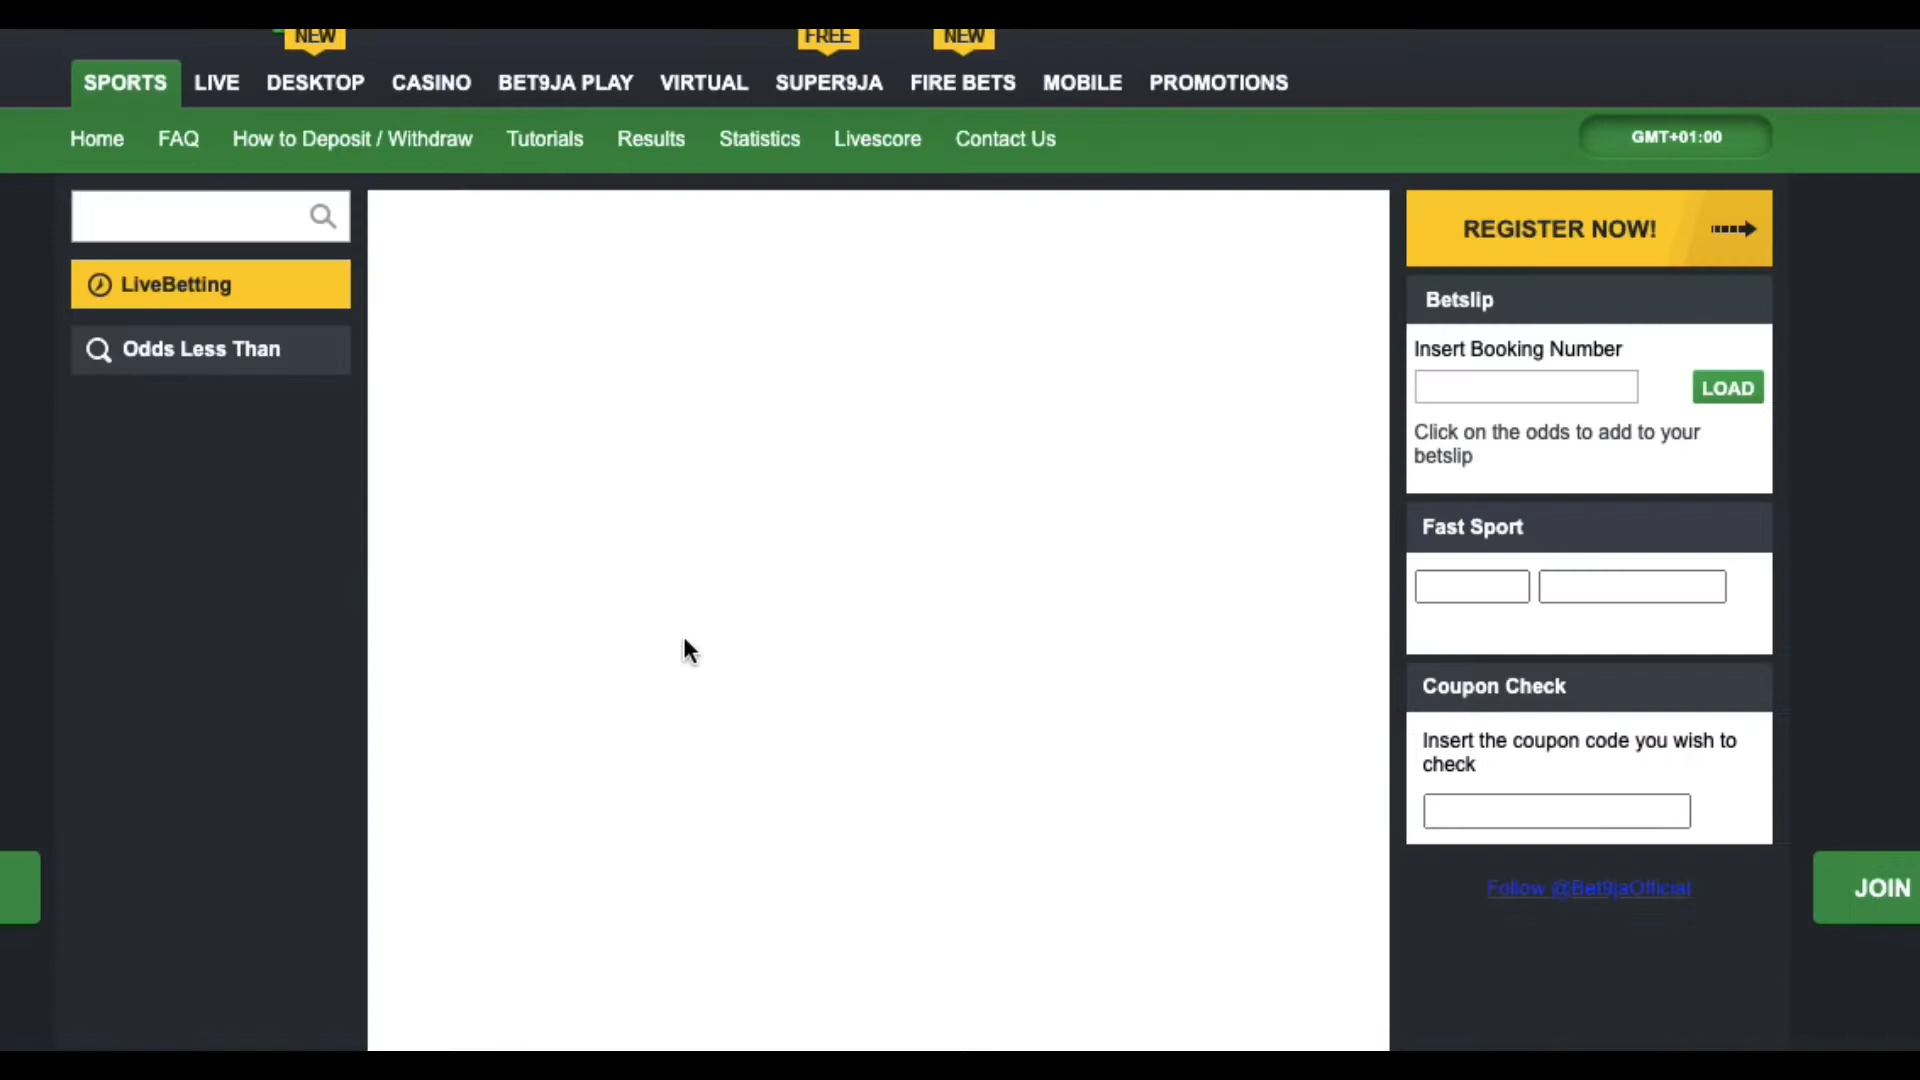 NEW FREE NEW
SPORTS LIVE DESKTOP CASINO BET9JA PLAY VIRTUAL SUPER9JA FIRE BETS MOBILE PROMOTIONS
Home FAQ How to Deposit / Withdraw Tutorials Results Statistics Livescore Contact Us GMT+01:00
LiveBetting
Odds Less Than
REGISTER NOW!
Betslip
Insert Booking Number
LOAD
Click on the odds to add to your
betslip
Fast Sport
Coupon Check
Insert the coupon code you wish to
check
Follow @Bet9jaOfficial
JOIN